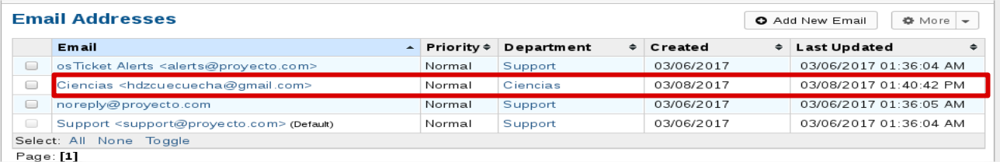 Email Addresses Add New Email More
Email Priority Department Created Last Updated
osTicket Alerts <alerts@proyecto.com> Normal Support 03/06/2017 03/06/2017 01:36:04 AM
Ciencias <hdzcuecuecha@gmail.com> Normal Ciencias 03/08/2017 03/08/2017 01:40:42 PM
noreply@proyecto.com Normal Support 03/06/2017 03/06/2017 01:36:05 AM
Support <support@proyecto.com> (Default) Normal Support 03/06/2017 03/06/2017 01:36:04 AM
Select: All None Toggle
Page: [1]